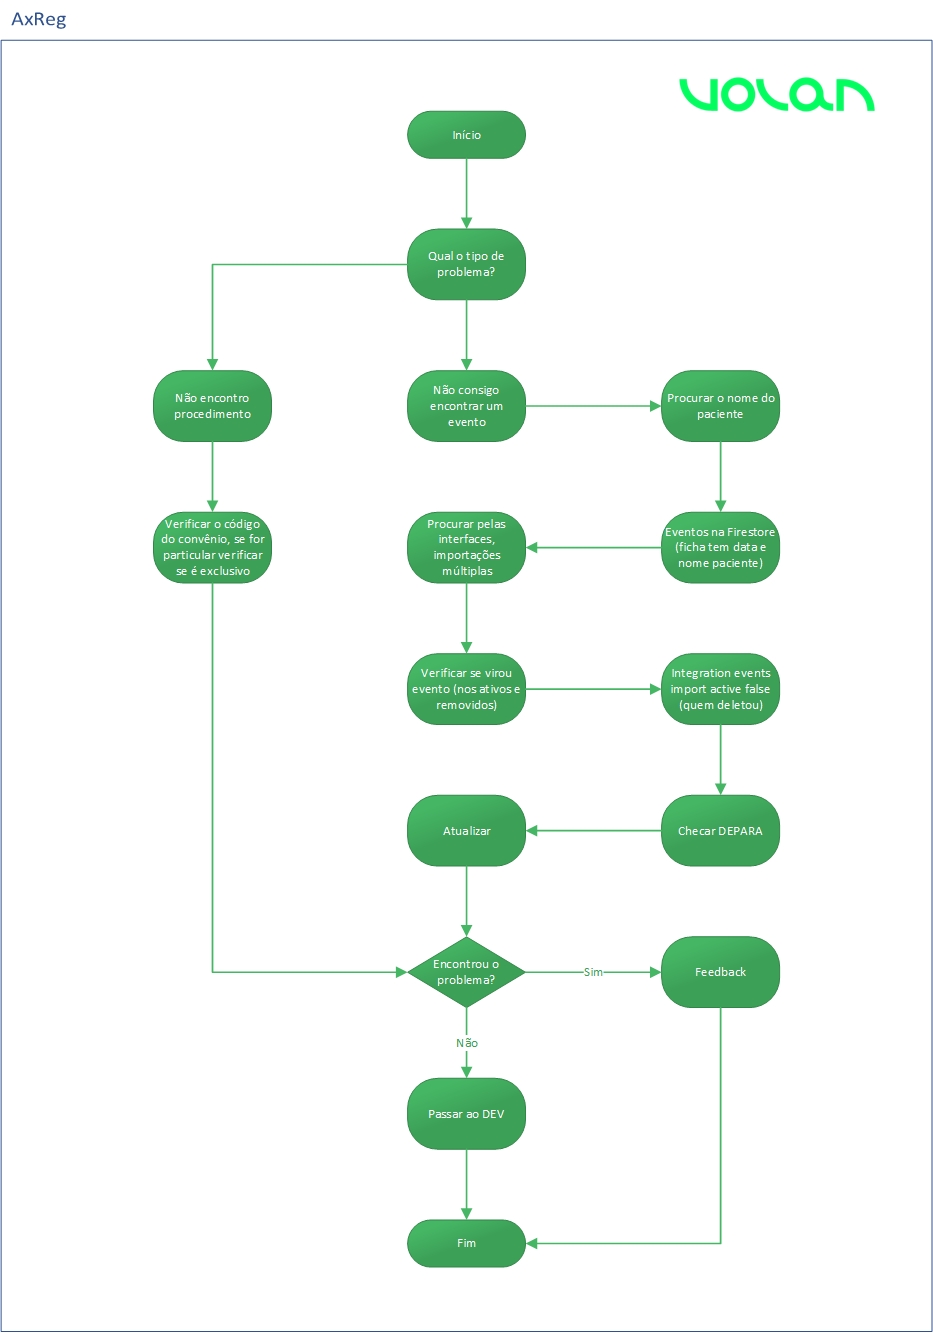 AxReg
volan
Início
Qual o tipo de
problema?
Não encontro
procedimento
Não consigo
encontrar um
evento
Procurar o nome do
paciente
Verificar o código
do convênio, se for
particular verificar
se é exclusivo
Procurar pelas
interfaces,
importações
múltiplas
Eventos na Firestore
(ficha tem data e
nome paciente)
Verificar se virou
evento (nos ativos e
removidos)
Integration events
import active false
(quem deletou)
Atualizar
Checar DEPARA
Encontrou o
problema?
Sim
Feedback
Não
Passar ao DEV
Fim